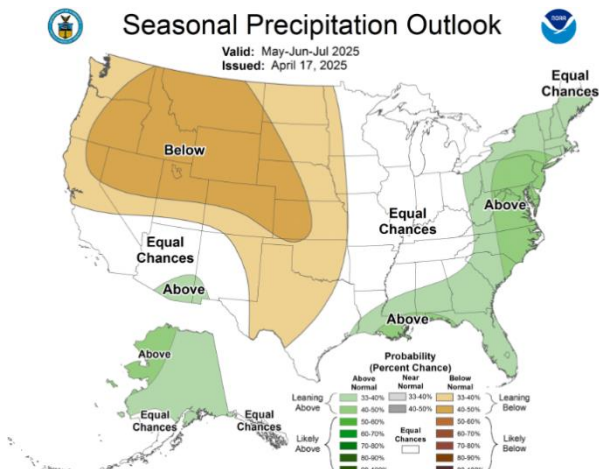 Seasonal Precipitation Outlook
NOAA
Valid: May-Jun-Jul 2025
Issued: April 17, 2025
Equal
Chances
Below
Above
Equal
Chances
Equal
Chances
Above
Above
Above
Equal
Chances
Equal
Chances
Probability
(Percent Chance)
Above Normal
Near Normal
Below Normal
Leaning Above
33-40%
33-40%
33-40%
Leaning Below
40-50%
40-50%
40-50%
Likely Above
50-60%
Equal Chances
50-60%
Likely Below
60-70%
60-70%
70-80%
70-80%
80-90%
80-90%